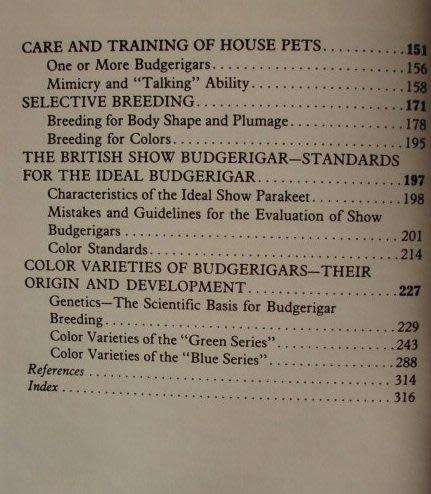 CARE AND TRAINING OF HOUSE PETS..........151
One or More Budgerigars..........156
Mimicry and "Talking" Ability..........158
SELECTIVE BREEDING..........171
Breeding for Body Shape and Plumage..........178
Breeding for Colors..........195
THE BRITISH SHOW BUDGERIGAR—STANDARDS
FOR THE IDEAL BUDGERIGAR..........197
Characteristics of the Ideal Show Parakeet..........198
Mistakes and Guidelines for the Evaluation of Show
Budgerigars..........201
Color Standards..........214
COLOR VARIETIES OF BUDGERIGARS—THEIR
ORIGIN AND DEVELOPMENT..........227
Genetics—The Scientific Basis for Budgerigar
Breeding..........229
Color Varieties of the "Green Series"..........243
Color Varieties of the "Blue Series"..........288
References..........314
Index..........316